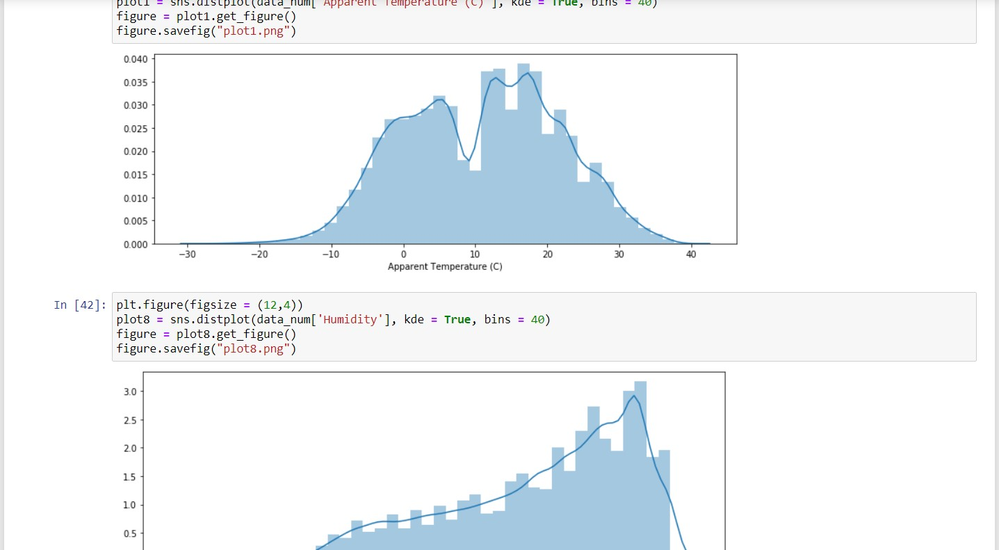 plot1 = sns.distplot(data_num['Apparent Temperature (C)'], kde = True, bins = 40)
figure = plot1.get_figure()
figure.savefig("plot1.png")
0.040
0.035
0.030
0.025
0.020
0.015
0.010
0.005
0.000
−30 −20 −10 0 10 20 30 40
Apparent Temperature (C)
In [42]: plt.figure(figsize = (12,4))
plot8 = sns.distplot(data_num['Humidity'], kde = True, bins = 40)
figure = plot8.get_figure()
figure.savefig("plot8.png")
3.0
2.5
2.0
1.5
1.0
0.5